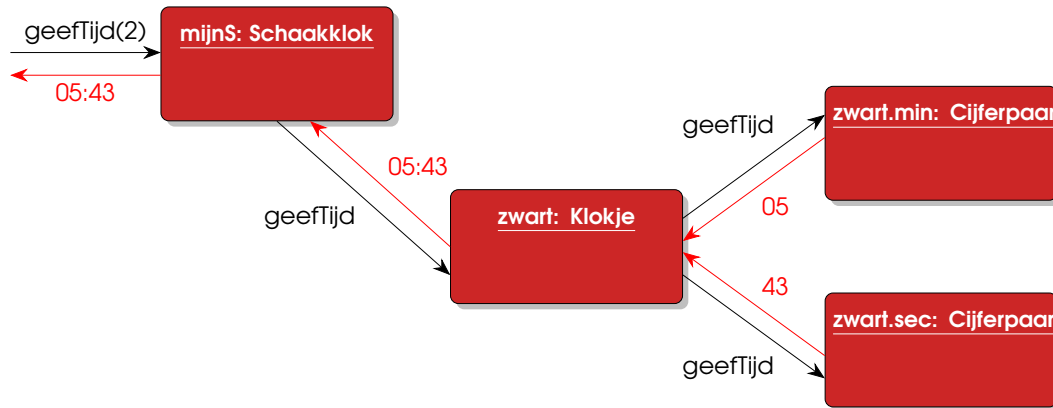 geefTijd(2)
mijnS: Schaakklok
05:43
05:43
geefTijd
zwart: Klokje
geefTijd
zwart.min: Cijferpaar
05
43
zwart.sec: Cijferpaar
geefTijd